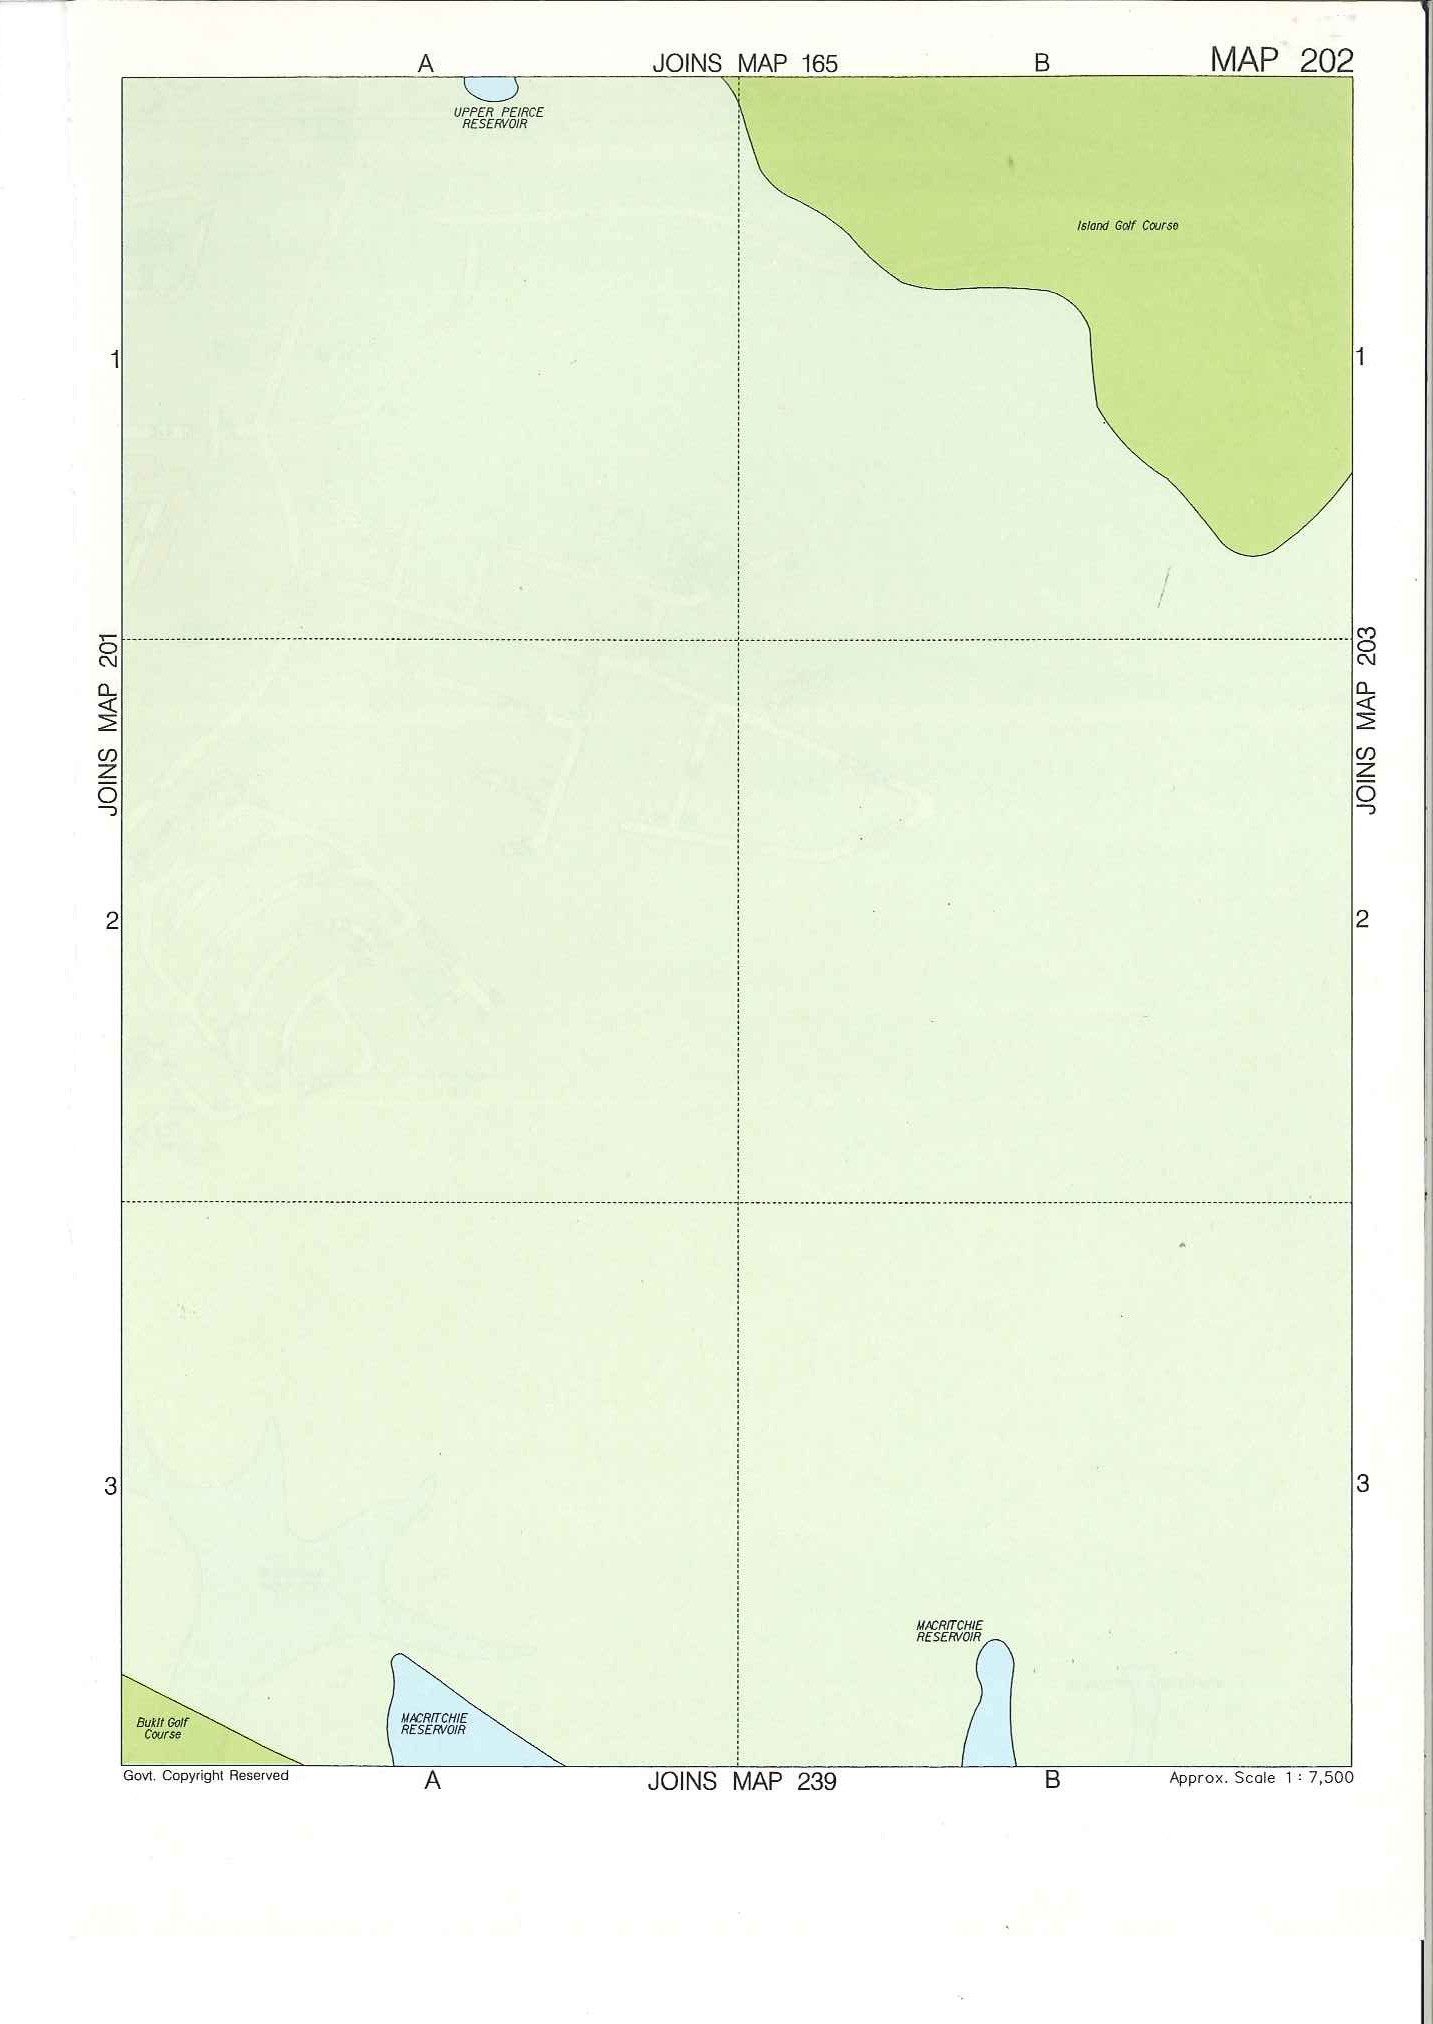 A JOINS MAP 165 B MAP 202
UPPER PEIRCE
RESERVOIR
Island Golf Course
1 1
JOINS MAP 201
JOINS MAP 203
2 2
3 3
MACRITCHIE
RESERVOIR
MACRITCHIE
RESERVOIR
Bukit Golf
Course
Govt. Copyright Reserved A JOINS MAP 239 B Approx. Scale 1 : 7,500